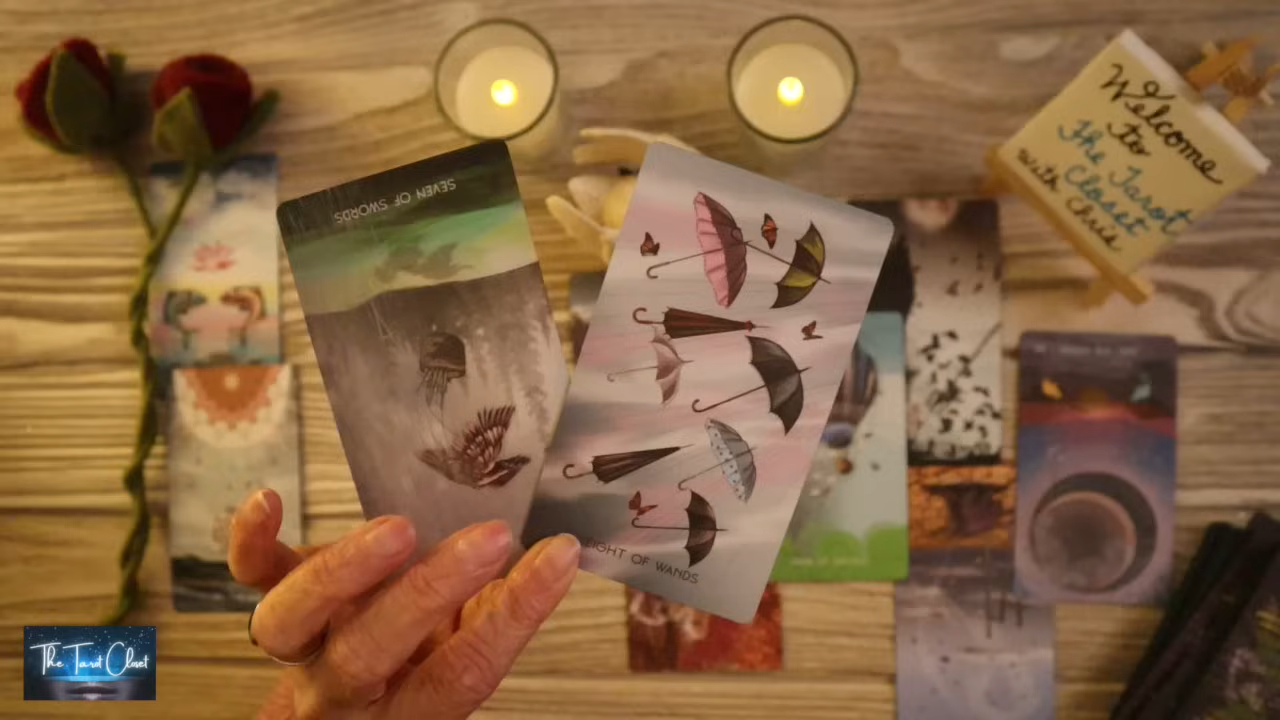 SEVEN OF SWORDS
EIGHT OF WANDS
Welcome
to
The Tarot
Closet
With Chris
The Tarot Closet